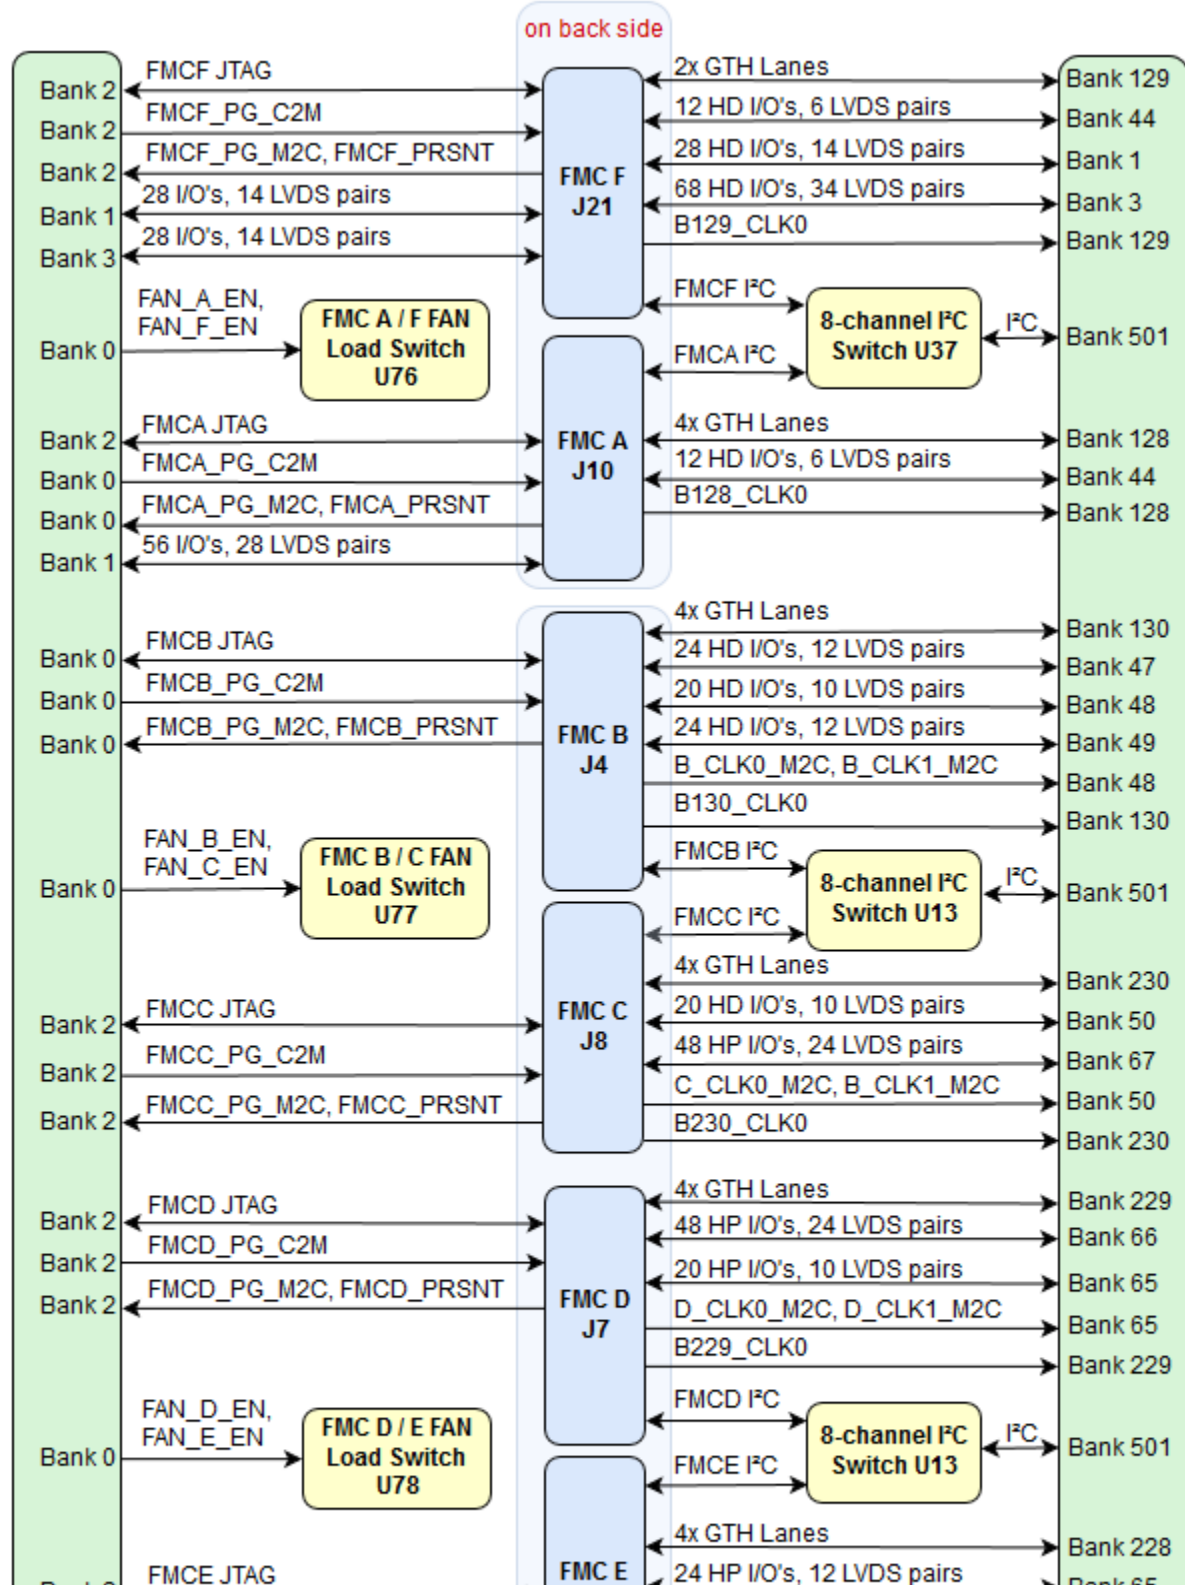 on back side
FMCF JTAG
Bank 2
FMCF_PG_C2M
Bank 2
FMCF_PG_M2C, FMCF_PRSNT
Bank 2
28 I/O's, 14 LVDS pairs
Bank 1
28 I/O's, 14 LVDS pairs
Bank 3
FMC F
J21
2x GTH Lanes
Bank 129
12 HD I/O's, 6 LVDS pairs
Bank 44
28 HD I/O's, 14 LVDS pairs
Bank 1
68 HD I/O's, 34 LVDS pairs
Bank 3
B129_CLK0
Bank 129
FAN_A_EN,
FAN_F_EN
Bank 0
FMC A / F FAN
Load Switch
U76
FMCF I²C
FMCA I²C
8-channel I²C
Switch U37
I²C
Bank 501
FMCA JTAG
Bank 2
FMCA_PG_C2M
Bank 0
FMCA_PG_M2C, FMCA_PRSNT
Bank 0
56 I/O's, 28 LVDS pairs
Bank 1
FMC A
J10
4x GTH Lanes
Bank 128
12 HD I/O's, 6 LVDS pairs
Bank 44
B128_CLK0
Bank 128
FMCB JTAG
Bank 0
FMCB_PG_C2M
Bank 0
FMCB_PG_M2C, FMCB_PRSNT
Bank 0
FMC B
J4
4x GTH Lanes
Bank 130
24 HD I/O's, 12 LVDS pairs
Bank 47
20 HD I/O's, 10 LVDS pairs
Bank 48
24 HD I/O's, 12 LVDS pairs
Bank 49
B_CLK0_M2C, B_CLK1_M2C
Bank 48
B130_CLK0
Bank 130
FAN_B_EN,
FAN_C_EN
Bank 0
FMC B / C FAN
Load Switch
U77
FMCB I²C
FMCC I²C
8-channel I²C
Switch U13
I²C
Bank 501
FMCC JTAG
Bank 2
FMCC_PG_C2M
Bank 2
FMCC_PG_M2C, FMCC_PRSNT
Bank 2
FMC C
J8
4x GTH Lanes
Bank 230
20 HD I/O's, 10 LVDS pairs
Bank 50
48 HP I/O's, 24 LVDS pairs
Bank 67
C_CLK0_M2C, B_CLK1_M2C
Bank 50
B230_CLK0
Bank 230
FMCD JTAG
Bank 2
FMCD_PG_C2M
Bank 2
FMCD_PG_M2C, FMCD_PRSNT
Bank 2
FMC D
J7
4x GTH Lanes
Bank 229
48 HP I/O's, 24 LVDS pairs
Bank 66
20 HP I/O's, 10 LVDS pairs
Bank 65
D_CLK0_M2C, D_CLK1_M2C
Bank 65
B229_CLK0
Bank 229
FAN_D_EN,
FAN_E_EN
Bank 0
FMC D / E FAN
Load Switch
U78
FMCD I²C
FMCE I²C
8-channel I²C
Switch U13
I²C
Bank 501
FMCE JTAG
FMC E
4x GTH Lanes
Bank 228
24 HP I/O's, 12 LVDS pairs